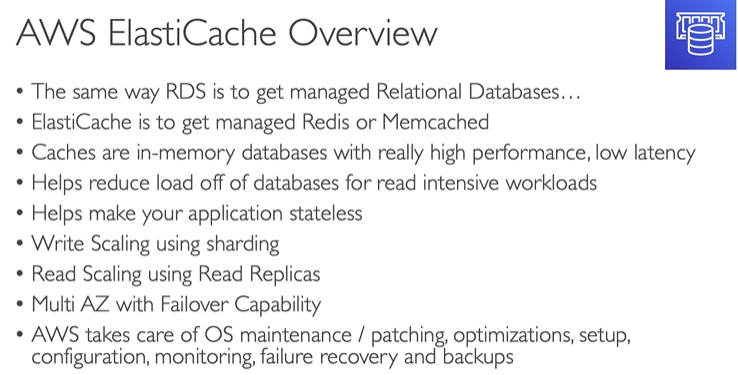 AWS ElastiCache Overview
• The same way RDS is to get managed Relational Databases…
• ElastiCache is to get managed Redis or Memcached
• Caches are in-memory databases with really high performance, low latency
• Helps reduce load off of databases for read intensive workloads
• Helps make your application stateless
• Write Scaling using sharding
• Read Scaling using Read Replicas
• Multi AZ with Failover Capability
• AWS takes care of OS maintenance / patching, optimizations, setup,
configuration, monitoring, failure recovery and backups